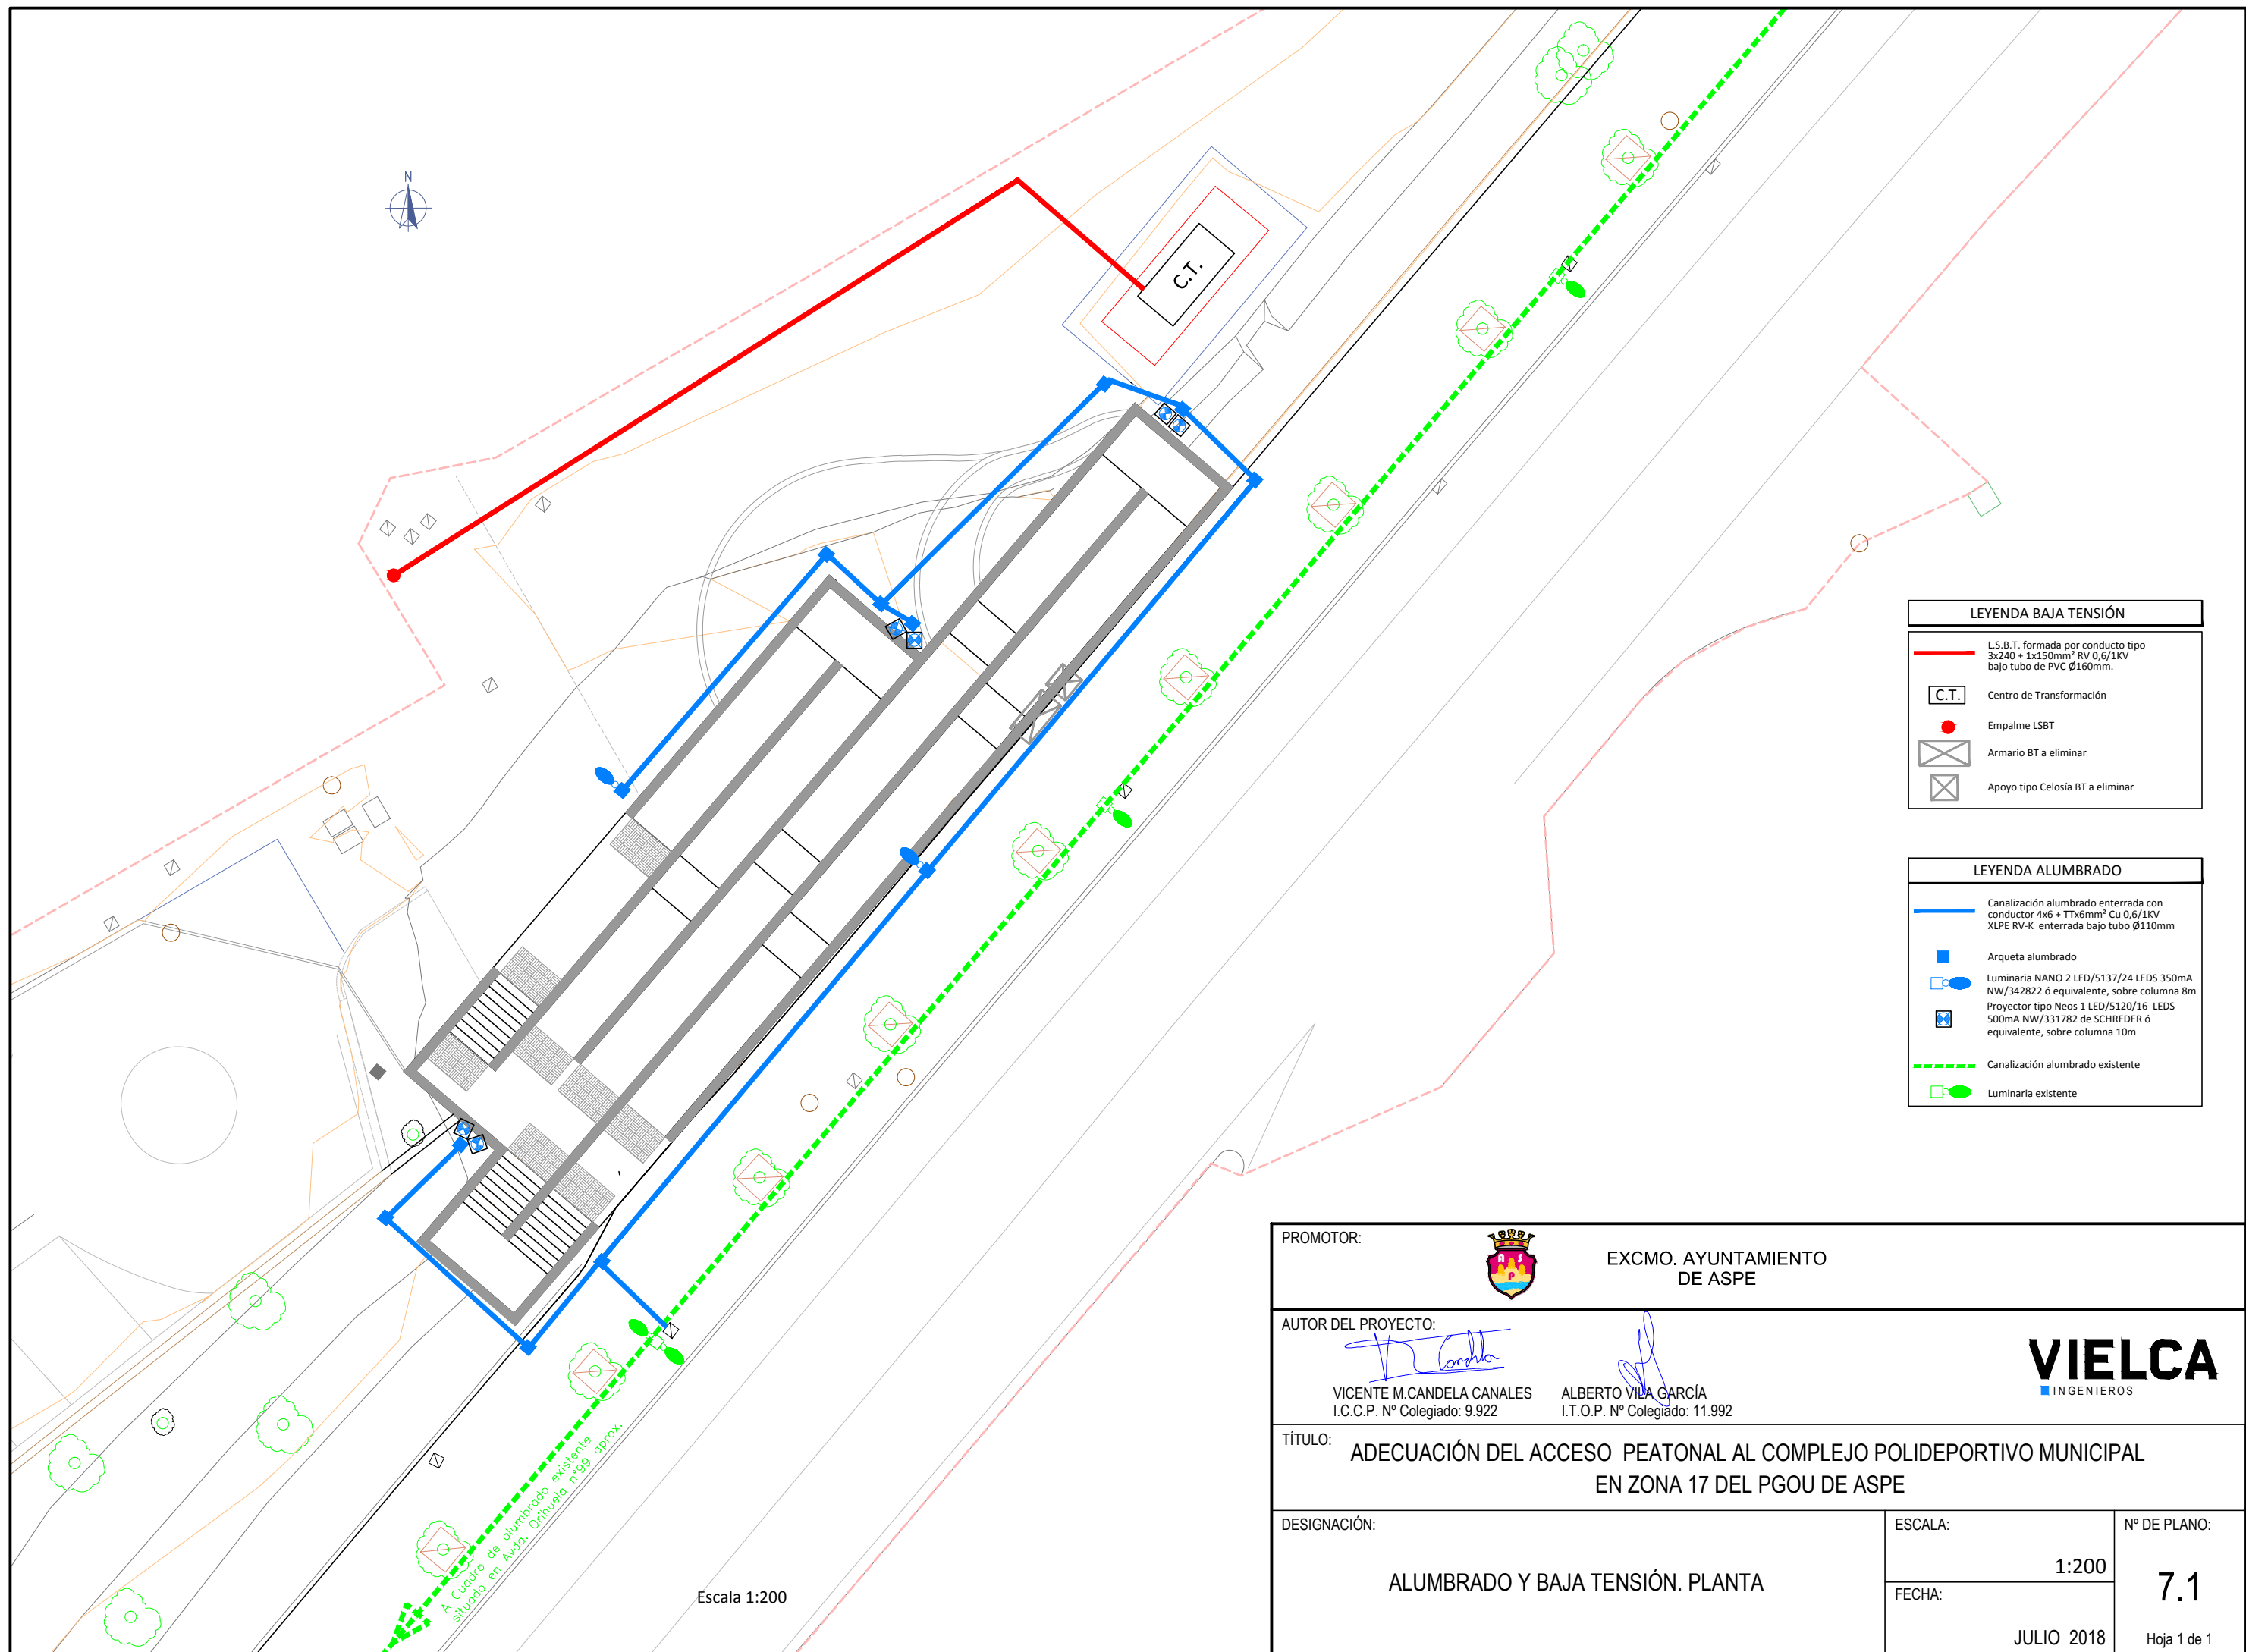 N
C.T.
LEYENDA BAJA TENSIÓN
L.S.B.T. formada por conducto tipo
3x240 + 1x150mm² RV 0,6/1KV
bajo tubo de PVC Ø160mm.
C.T.
Centro de Transformación
Empalme LSBT
Armario BT a eliminar
Apoyo tipo Celosía BT a eliminar
LEYENDA ALUMBRADO
Canalización alumbrado enterrada con
conductor 4x6 + TTx6mm² Cu 0,6/1KV
XLPE RV-K enterrada bajo tubo Ø110mm
Arqueta alumbrado
Luminaria NANO 2 LED/5137/24 LEDS 350mA
NW/342822 ó equivalente, sobre columna 8m
Proyector tipo Neos 1 LED/5120/16 LEDS
500mA NW/331782 de SCHREDER ó
equivalente, sobre columna 10m
Canalización alumbrado existente
Luminaria existente
A Cuadro de alumbrado existente
situado en Avda. Orihuela nº99 aprox.
Escala 1:200
PROMOTOR:
A S
P
EXCMO. AYUNTAMIENTO
DE ASPE
AUTOR DEL PROYECTO:
VICENTE M.CANDELA CANALES
I.C.C.P. Nº Colegiado: 9.922
ALBERTO VILA GARCÍA
I.T.O.P. Nº Colegiado: 11.992
VIELCA
INGENIEROS
TÍTULO:
ADECUACIÓN DEL ACCESO PEATONAL AL COMPLEJO POLIDEPORTIVO MUNICIPAL
EN ZONA 17 DEL PGOU DE ASPE
DESIGNACIÓN:
ALUMBRADO Y BAJA TENSIÓN. PLANTA
ESCALA:
1:200
FECHA:
JULIO 2018
Nº DE PLANO:
7.1
Hoja 1 de 1